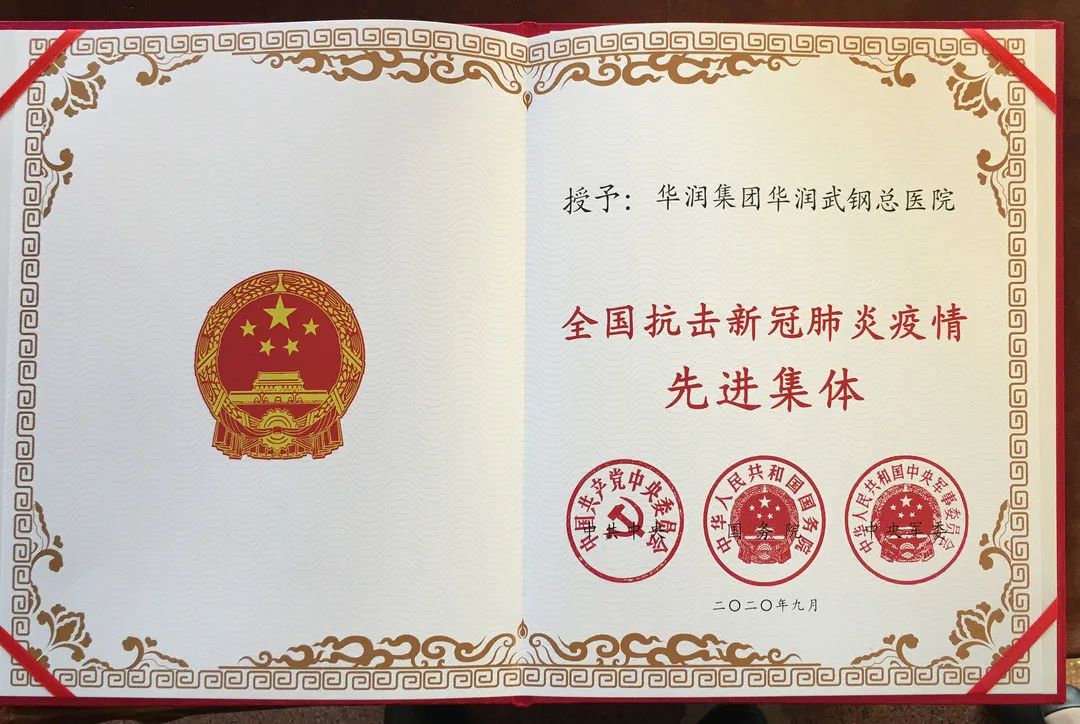 授予：华润集团华润武钢总医院
全国抗击新冠肺炎疫情
先进集体
中国共产党中央委员会
中共中央
中华人民共和国国务院
国务院
中华人民共和国中央军事委员会
中央军委
二〇二〇年九月